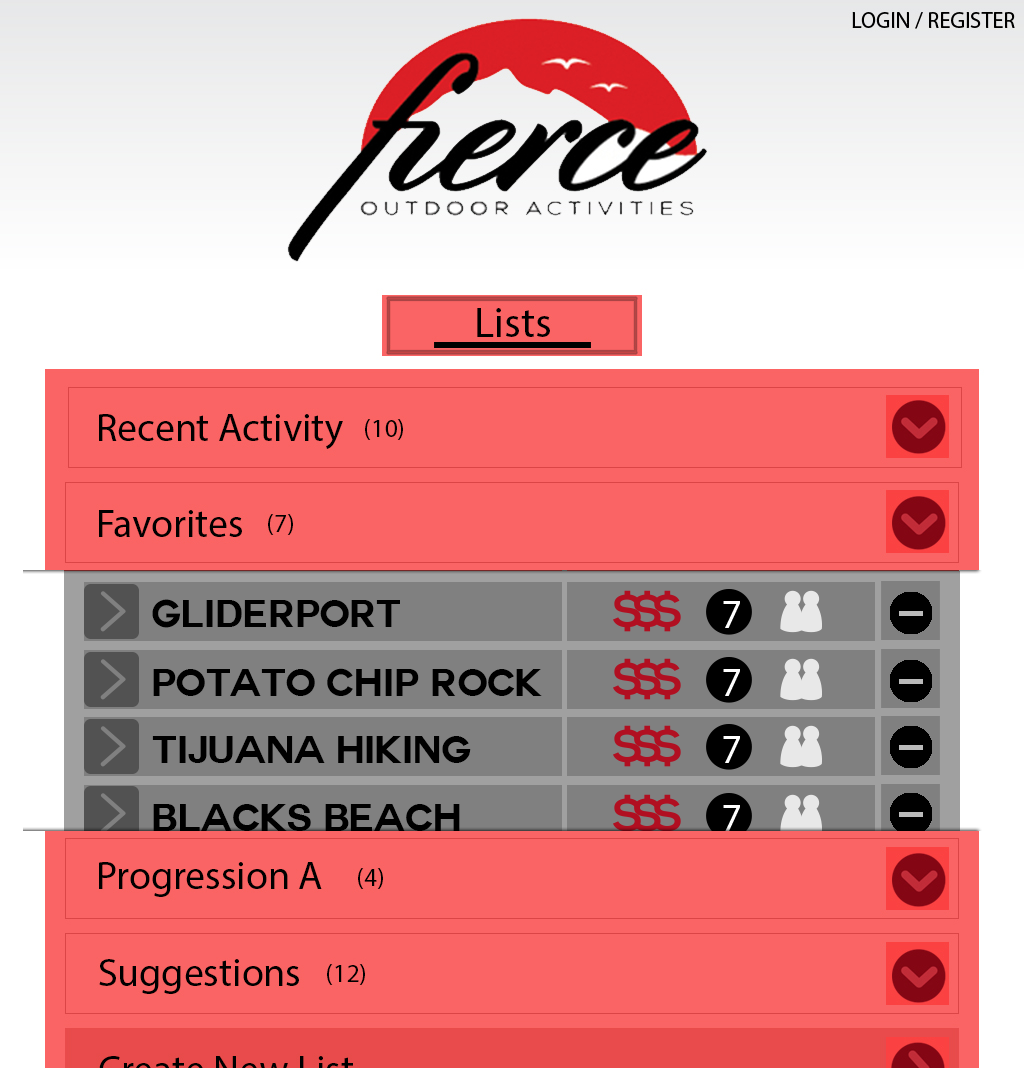 LOGIN / REGISTER
fierce
OUTDOOR ACTIVITIES
Lists
Recent Activity (10)
Favorites (7)
GLIDERPORT $$$ 7
POTATO CHIP ROCK $$$ 7
TIJUANA HIKING $$$ 7
BLACKS BEACH $$$ 7
Progression A (4)
Suggestions (12)
Create New List